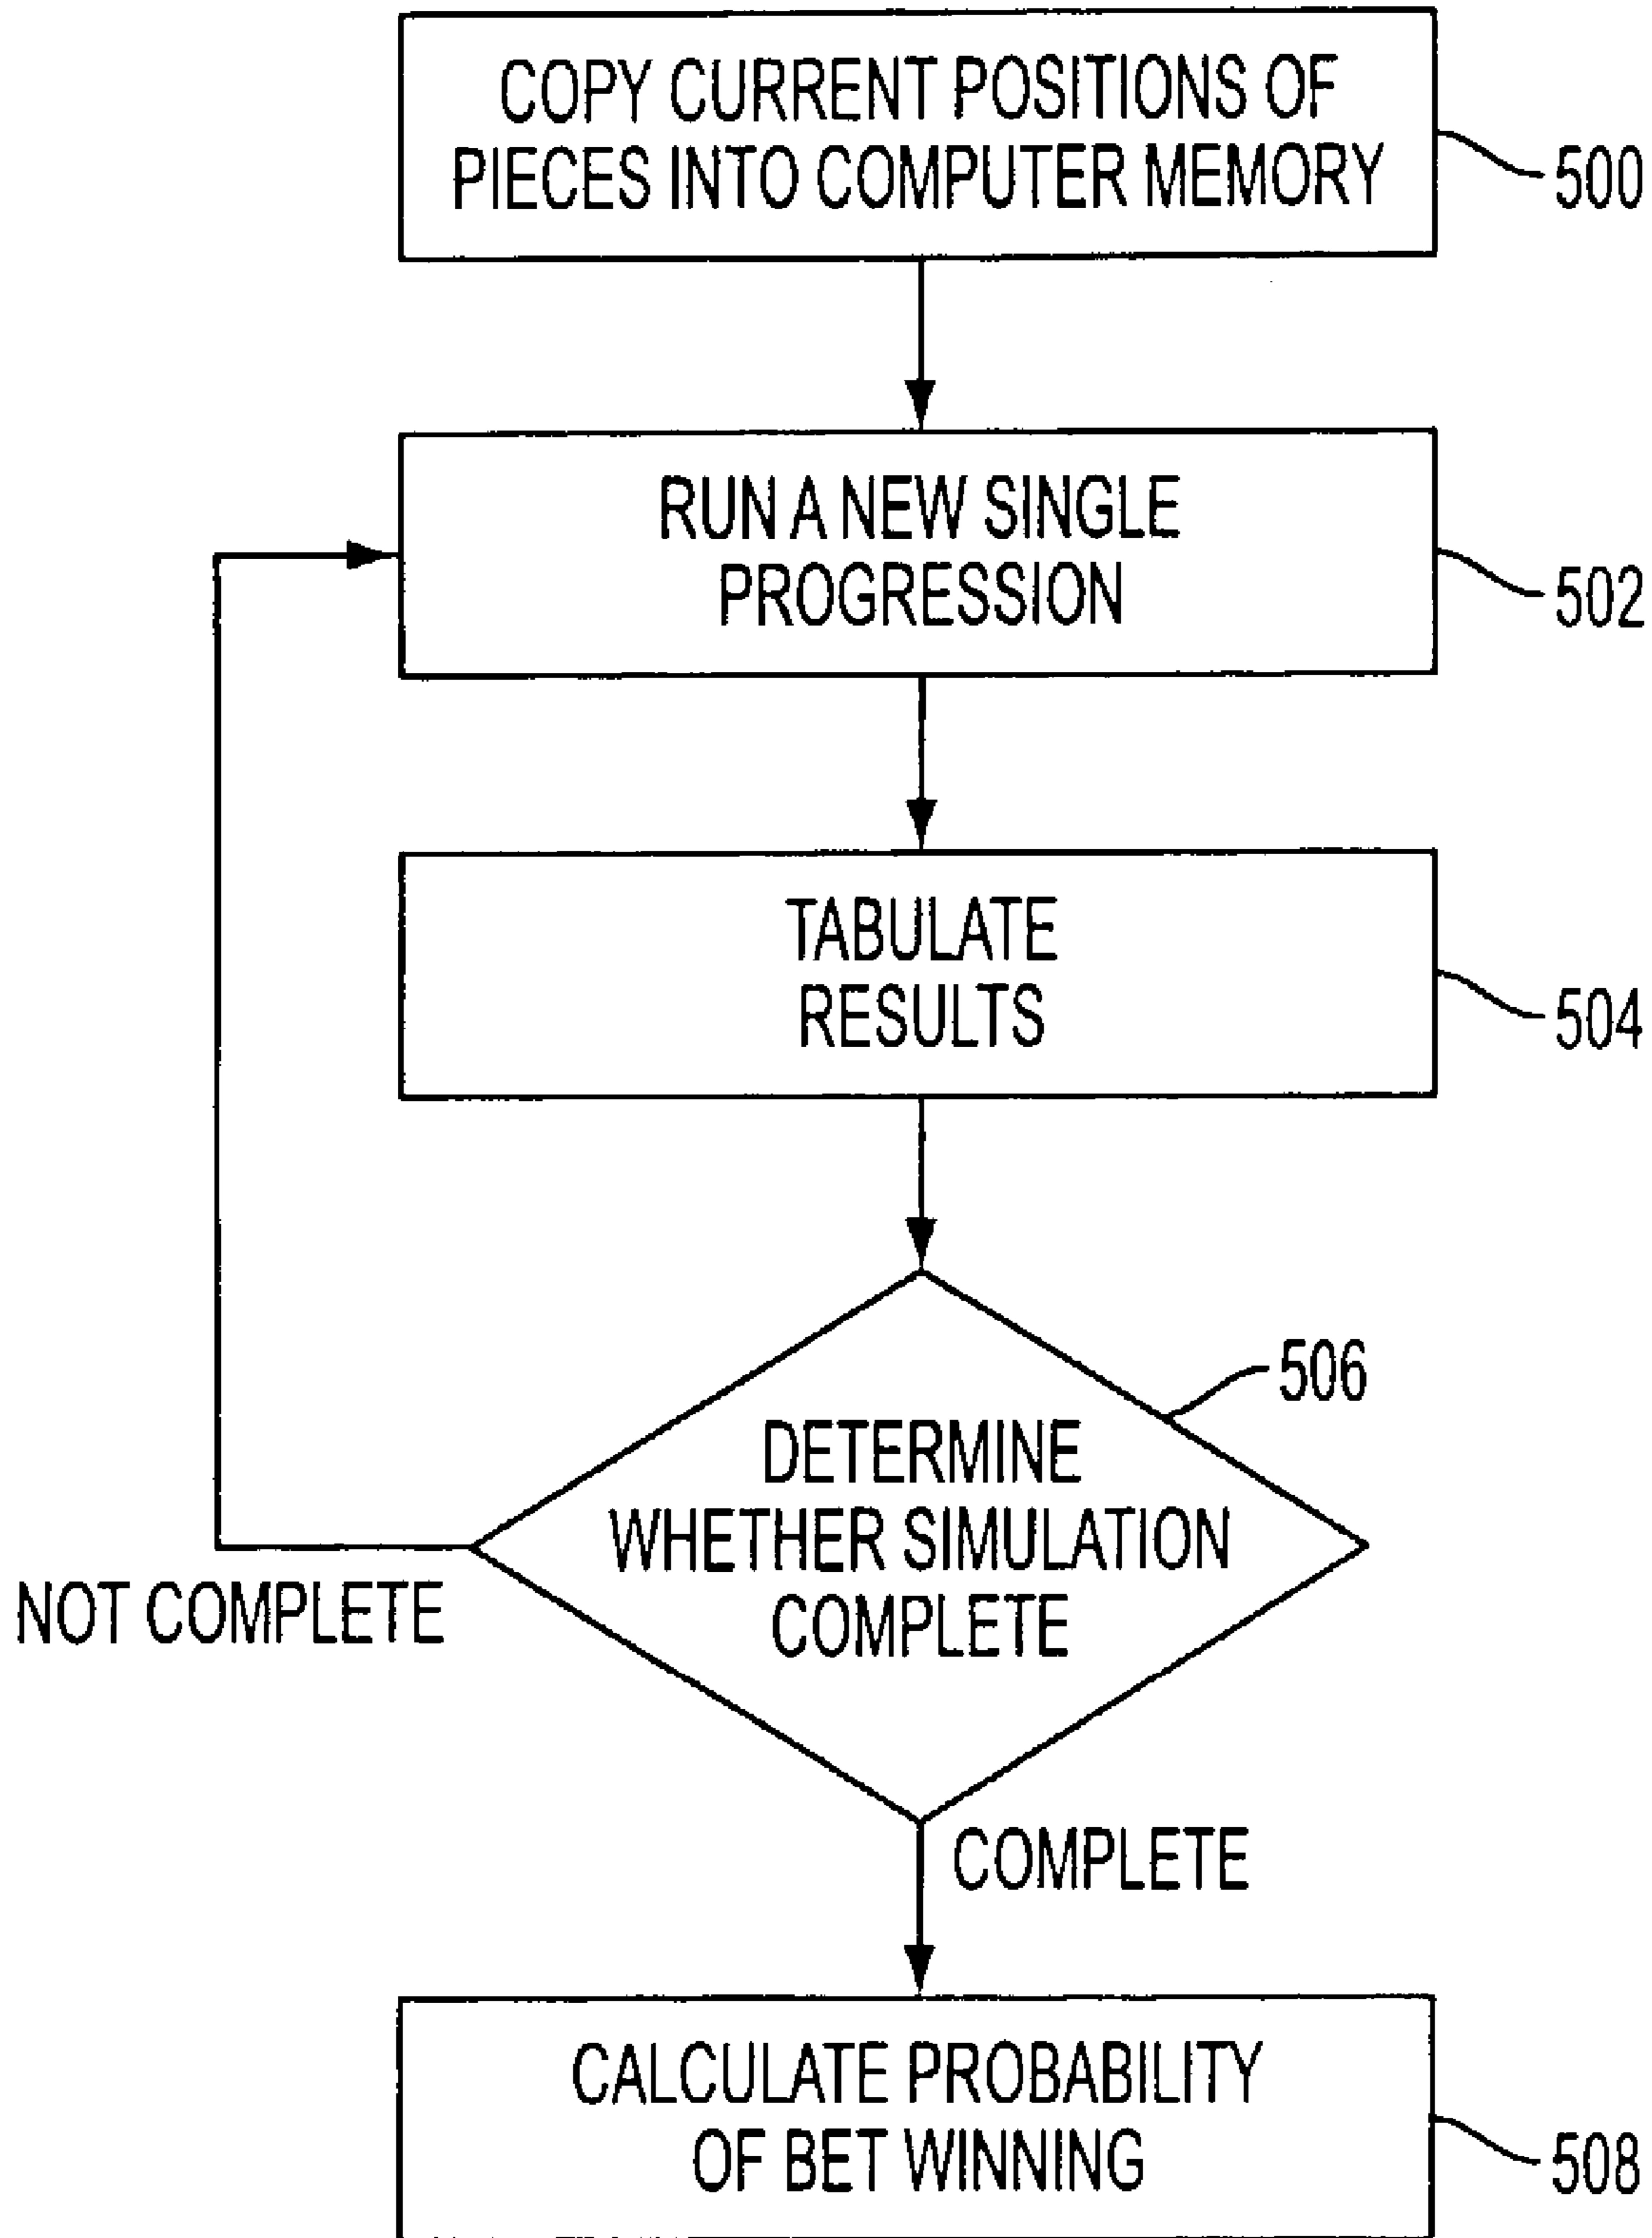 COPY CURRENT POSITIONS OF
PIECES INTO COMPUTER MEMORY
500
RUN A NEW SINGLE
PROGRESSION
502
TABULATE
RESULTS
504
506
DETERMINE
WHETHER SIMULATION
COMPLETE
NOT COMPLETE
COMPLETE
CALCULATE PROBABILITY
OF BET WINNING
508